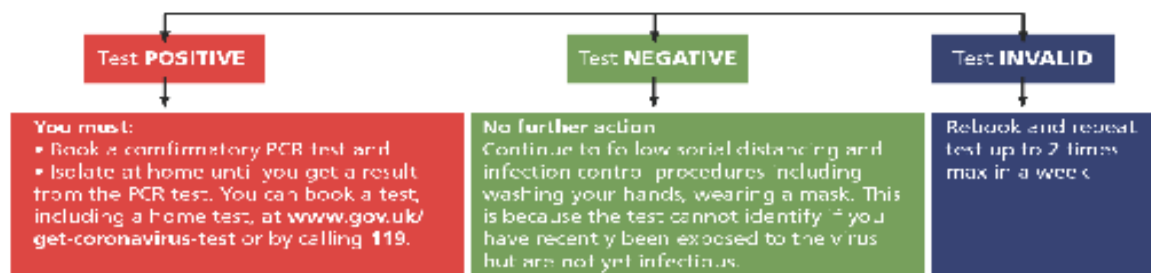 Test POSITIVE
Test NEGATIVE
Test INVALID
You must:
• Book a comfirmatory PCR test and
• Isolate at home until you get a result
from the PCR test. You can book a test,
including a home test, at www.gov.uk/
get-coronavirus-test or by calling 119.
No further action
Continue to follow social distancing and
infection control procedures including
washing your hands, wearing a mask. This
is because the test cannot identify if you
have recently been exposed to the virus
but are not yet infectious.
Rebook and repeat
test up to 2 times
max in a week